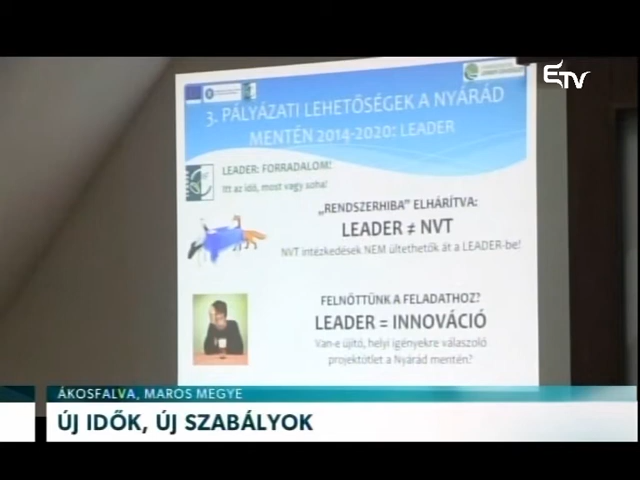 ETV
3. PÁLYÁZATI LEHETŐSÉGEK A NYÁRÁD
MENTÉN 2014-2020: LEADER
LEADER: FORRADALOM!
Itt az idő, most vagy soha!
„RENDSZERHIBA” ELHÁRÍTVA:
LEADER ≠ NVT
NVT intézkedések NEM ültethetők át a LEADER-be!
FELNŐTTÜNK A FELADATHOZ?
LEADER = INNOVÁCIÓ
Van-e újító, helyi igényekre válaszoló
projektötlet a Nyárád mentén?
ÁKOSFALVA, MAROS MEGYE
ÚJ IDŐK, ÚJ SZABÁLYOK